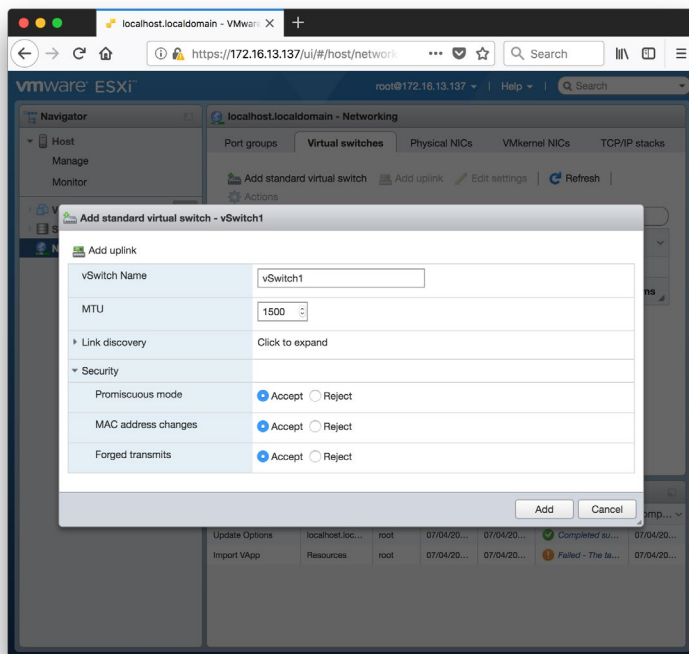 localhost.localdomain - VMware
https://172.16.13.137/ui/#/host/network
Search
vmware ESXi™
root@172.16.13.137
Help
Search
Navigator
localhost.localdomain - Networking
Host
Port groups
Virtual switches
Physical NICs
VMkernel NICs
TCP/IP stacks
Manage
Monitor
Add standard virtual switch
Add uplink
Edit settings
Refresh
Actions
Add standard virtual switch - vSwitch1
Add uplink
vSwitch Name
vSwitch1
MTU
1500
Link discovery
Click to expand
Security
Promiscuous mode
Accept
Reject
MAC address changes
Accept
Reject
Forged transmits
Accept
Reject
Add
Cancel
Update Options
localhost.loc...
root
07/04/20...
07/04/20...
Completed su...
07/04/20...
Import VApp
Resources
root
07/04/20...
07/04/20...
Failed - The ta...
07/04/20...